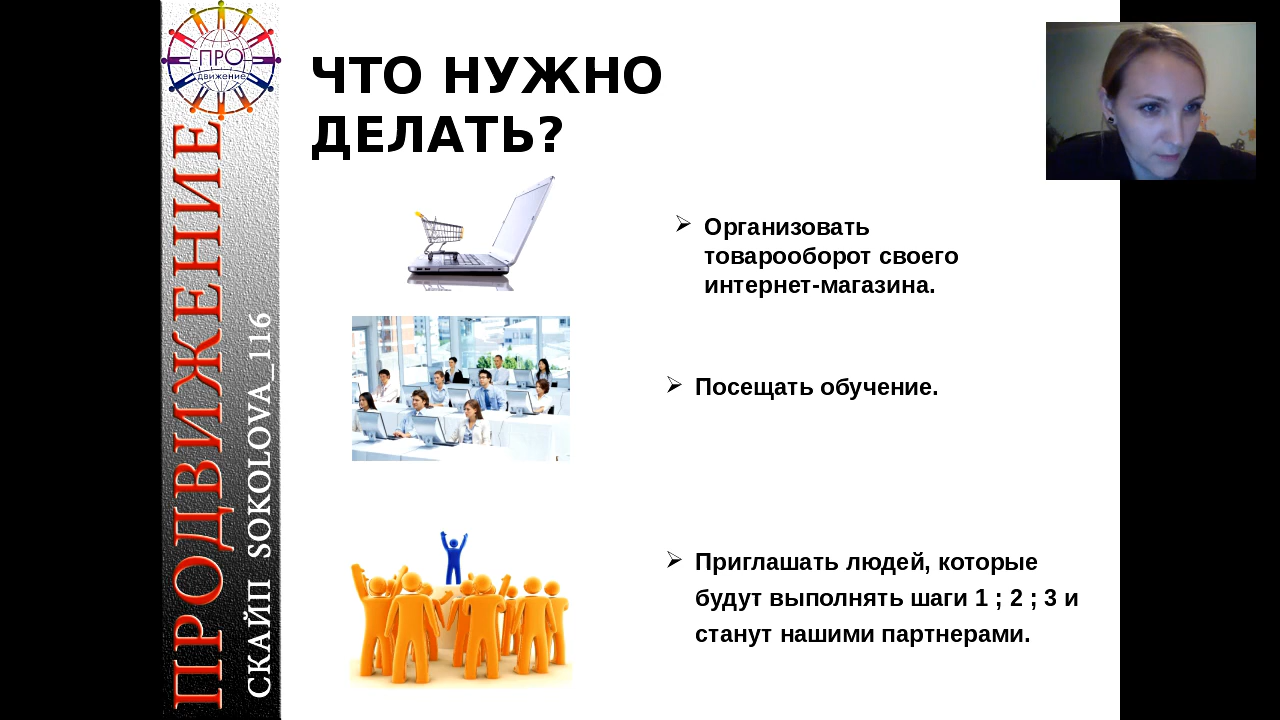 ПРО
движение
ПРОДВИЖЕНИЕ
СКАЙП SOKOLOVA_116
ЧТО НУЖНО
ДЕЛАТЬ?
Организовать
товарооборот своего
интернет-магазина.
Посещать обучение.
Приглашать людей, которые
будут выполнять шаги 1 ; 2 ; 3 и
станут нашими партнерами.